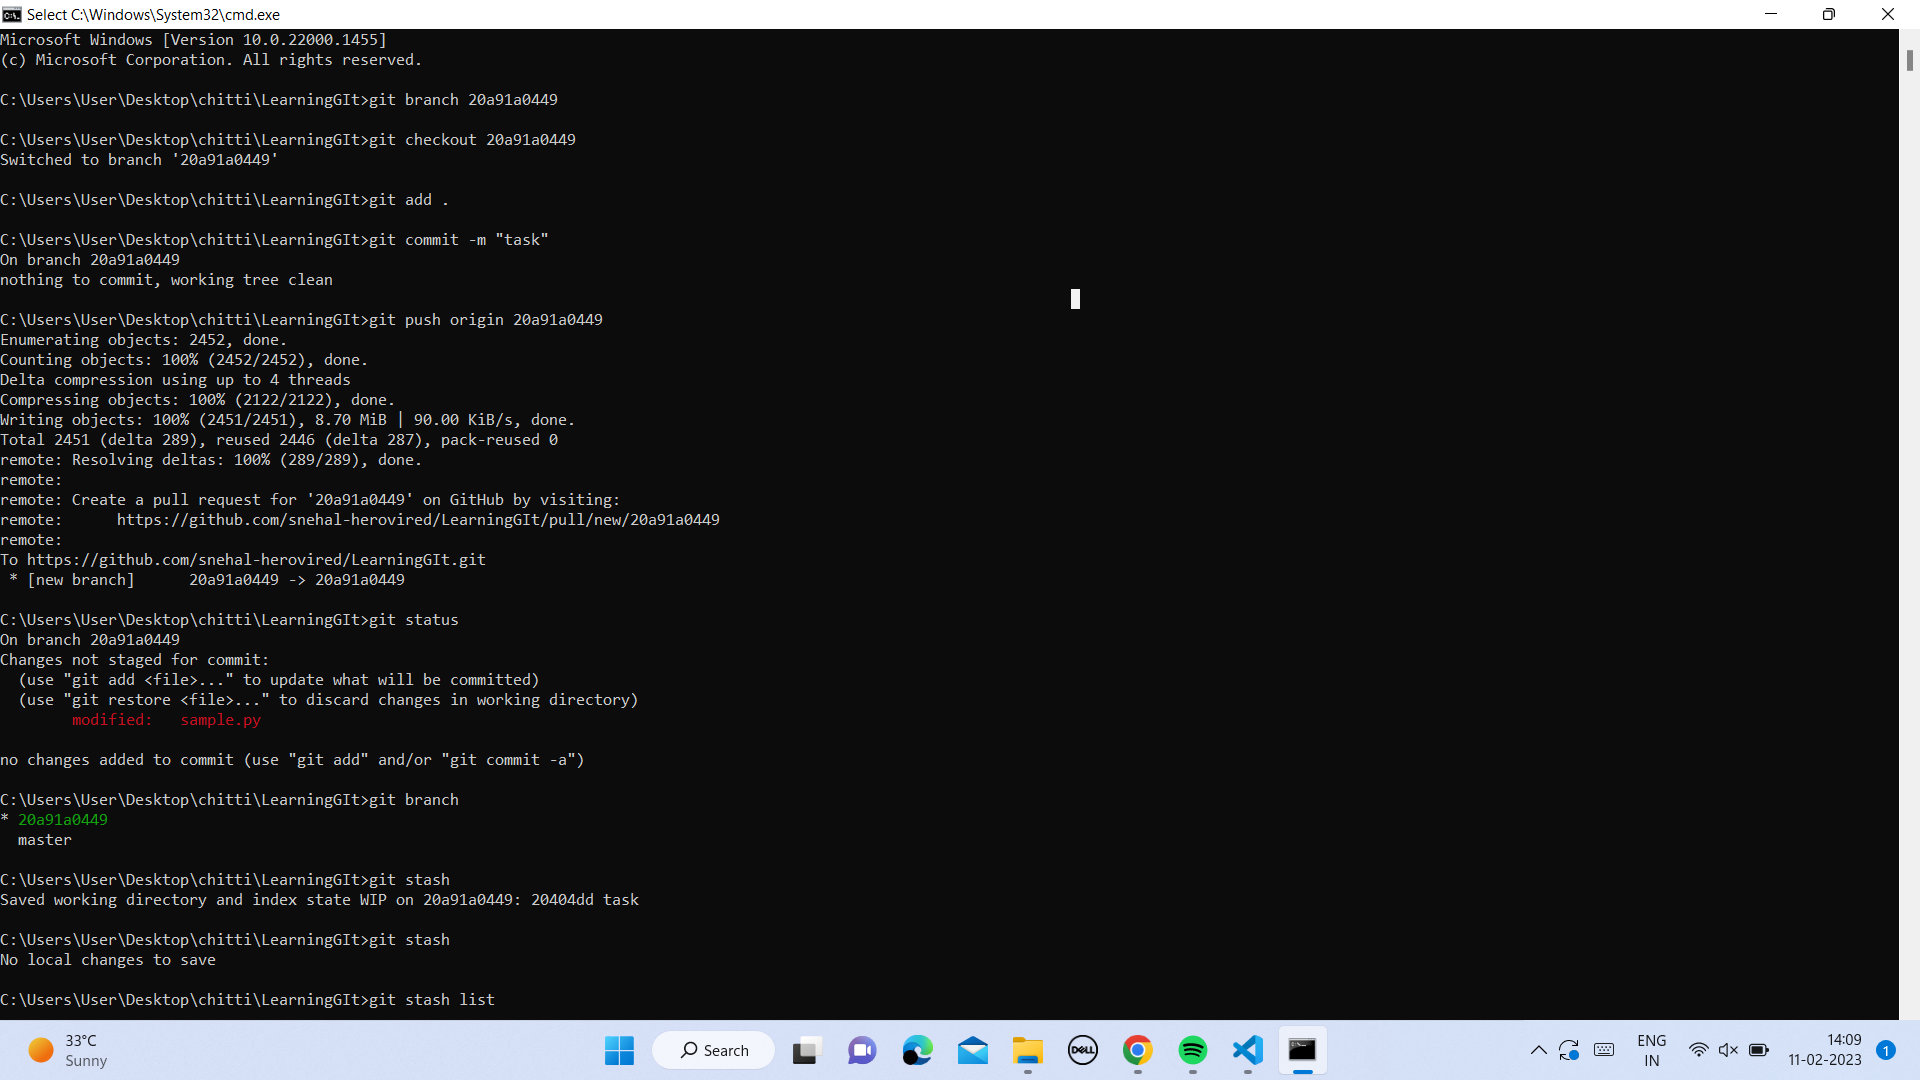 Select C:\Windows\System32\cmd.exe
Microsoft Windows [Version 10.0.22000.1455]
(c) Microsoft Corporation. All rights reserved.
C:\Users\User\Desktop\chitti\LearningGIt>git branch 20a91a0449
C:\Users\User\Desktop\chitti\LearningGIt>git checkout 20a91a0449
Switched to branch '20a91a0449'
C:\Users\User\Desktop\chitti\LearningGIt>git add .
C:\Users\User\Desktop\chitti\LearningGIt>git commit -m "task"
On branch 20a91a0449
nothing to commit, working tree clean
C:\Users\User\Desktop\chitti\LearningGIt>git push origin 20a91a0449
Enumerating objects: 2452, done.
Counting objects: 100% (2452/2452), done.
Delta compression using up to 4 threads
Compressing objects: 100% (2122/2122), done.
Writing objects: 100% (2451/2451), 8.70 MiB | 90.00 KiB/s, done.
Total 2451 (delta 289), reused 2446 (delta 287), pack-reused 0
remote: Resolving deltas: 100% (289/289), done.
remote:
remote: Create a pull request for '20a91a0449' on GitHub by visiting:
remote:      https://github.com/snehal-herovired/LearningGIt/pull/new/20a91a0449
remote:
To https://github.com/snehal-herovired/LearningGIt.git
 * [new branch]      20a91a0449 -> 20a91a0449
C:\Users\User\Desktop\chitti\LearningGIt>git status
On branch 20a91a0449
Changes not staged for commit:
  (use "git add <file>..." to update what will be committed)
  (use "git restore <file>..." to discard changes in working directory)
        modified:   sample.py
no changes added to commit (use "git add" and/or "git commit -a")
C:\Users\User\Desktop\chitti\LearningGIt>git branch
* 20a91a0449
  master
C:\Users\User\Desktop\chitti\LearningGIt>git stash
Saved working directory and index state WIP on 20a91a0449: 20404dd task
C:\Users\User\Desktop\chitti\LearningGIt>git stash
No local changes to save
C:\Users\User\Desktop\chitti\LearningGIt>git stash list
33°C
Sunny
Search
DELL
ENG
IN
14:09
11-02-2023
1